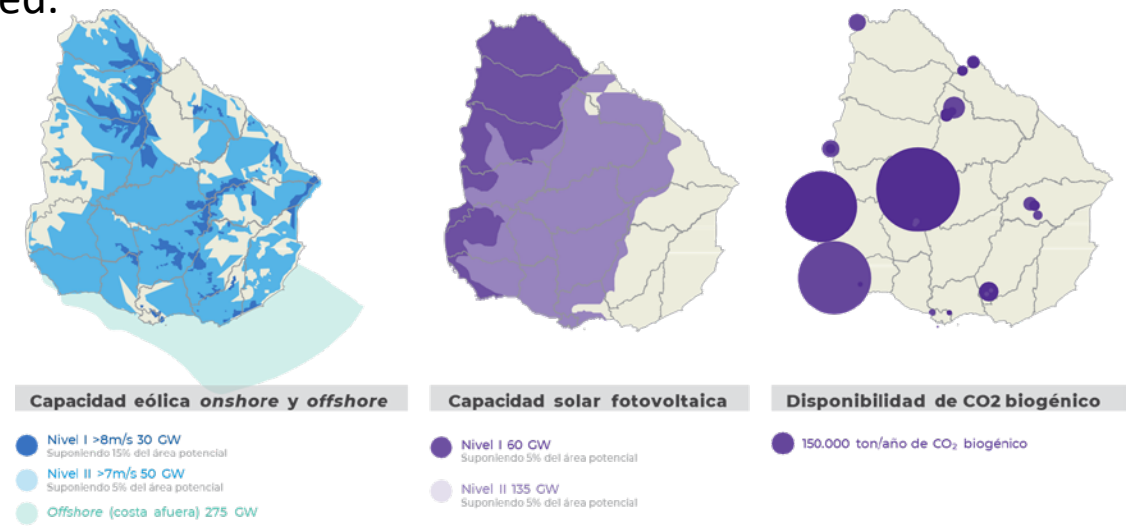 ed.
Capacidad eólica onshore y offshore
Nivel I >8m/s 30 GW
Suponiendo 15% del área potencial
Nivel II >7m/s 50 GW
Suponiendo 5% del área potencial
Offshore (costa afuera) 275 GW
Capacidad solar fotovoltaica
Nivel I 60 GW
Suponiendo 5% del área potencial
Nivel II 135 GW
Suponiendo 5% del área potencial
Disponibilidad de CO2 biogénico
150.000 ton/año de CO₂ biogénico